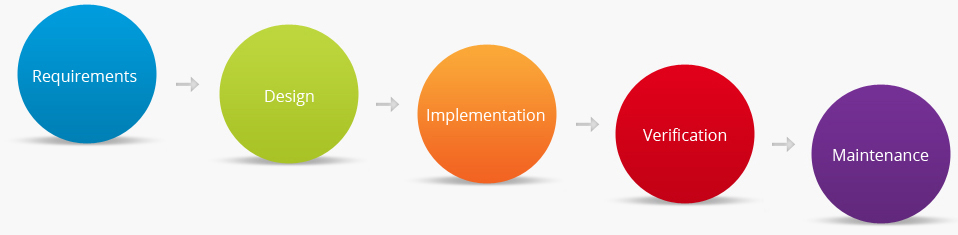 Requirements
Design
Implementation
Verification
Maintenance